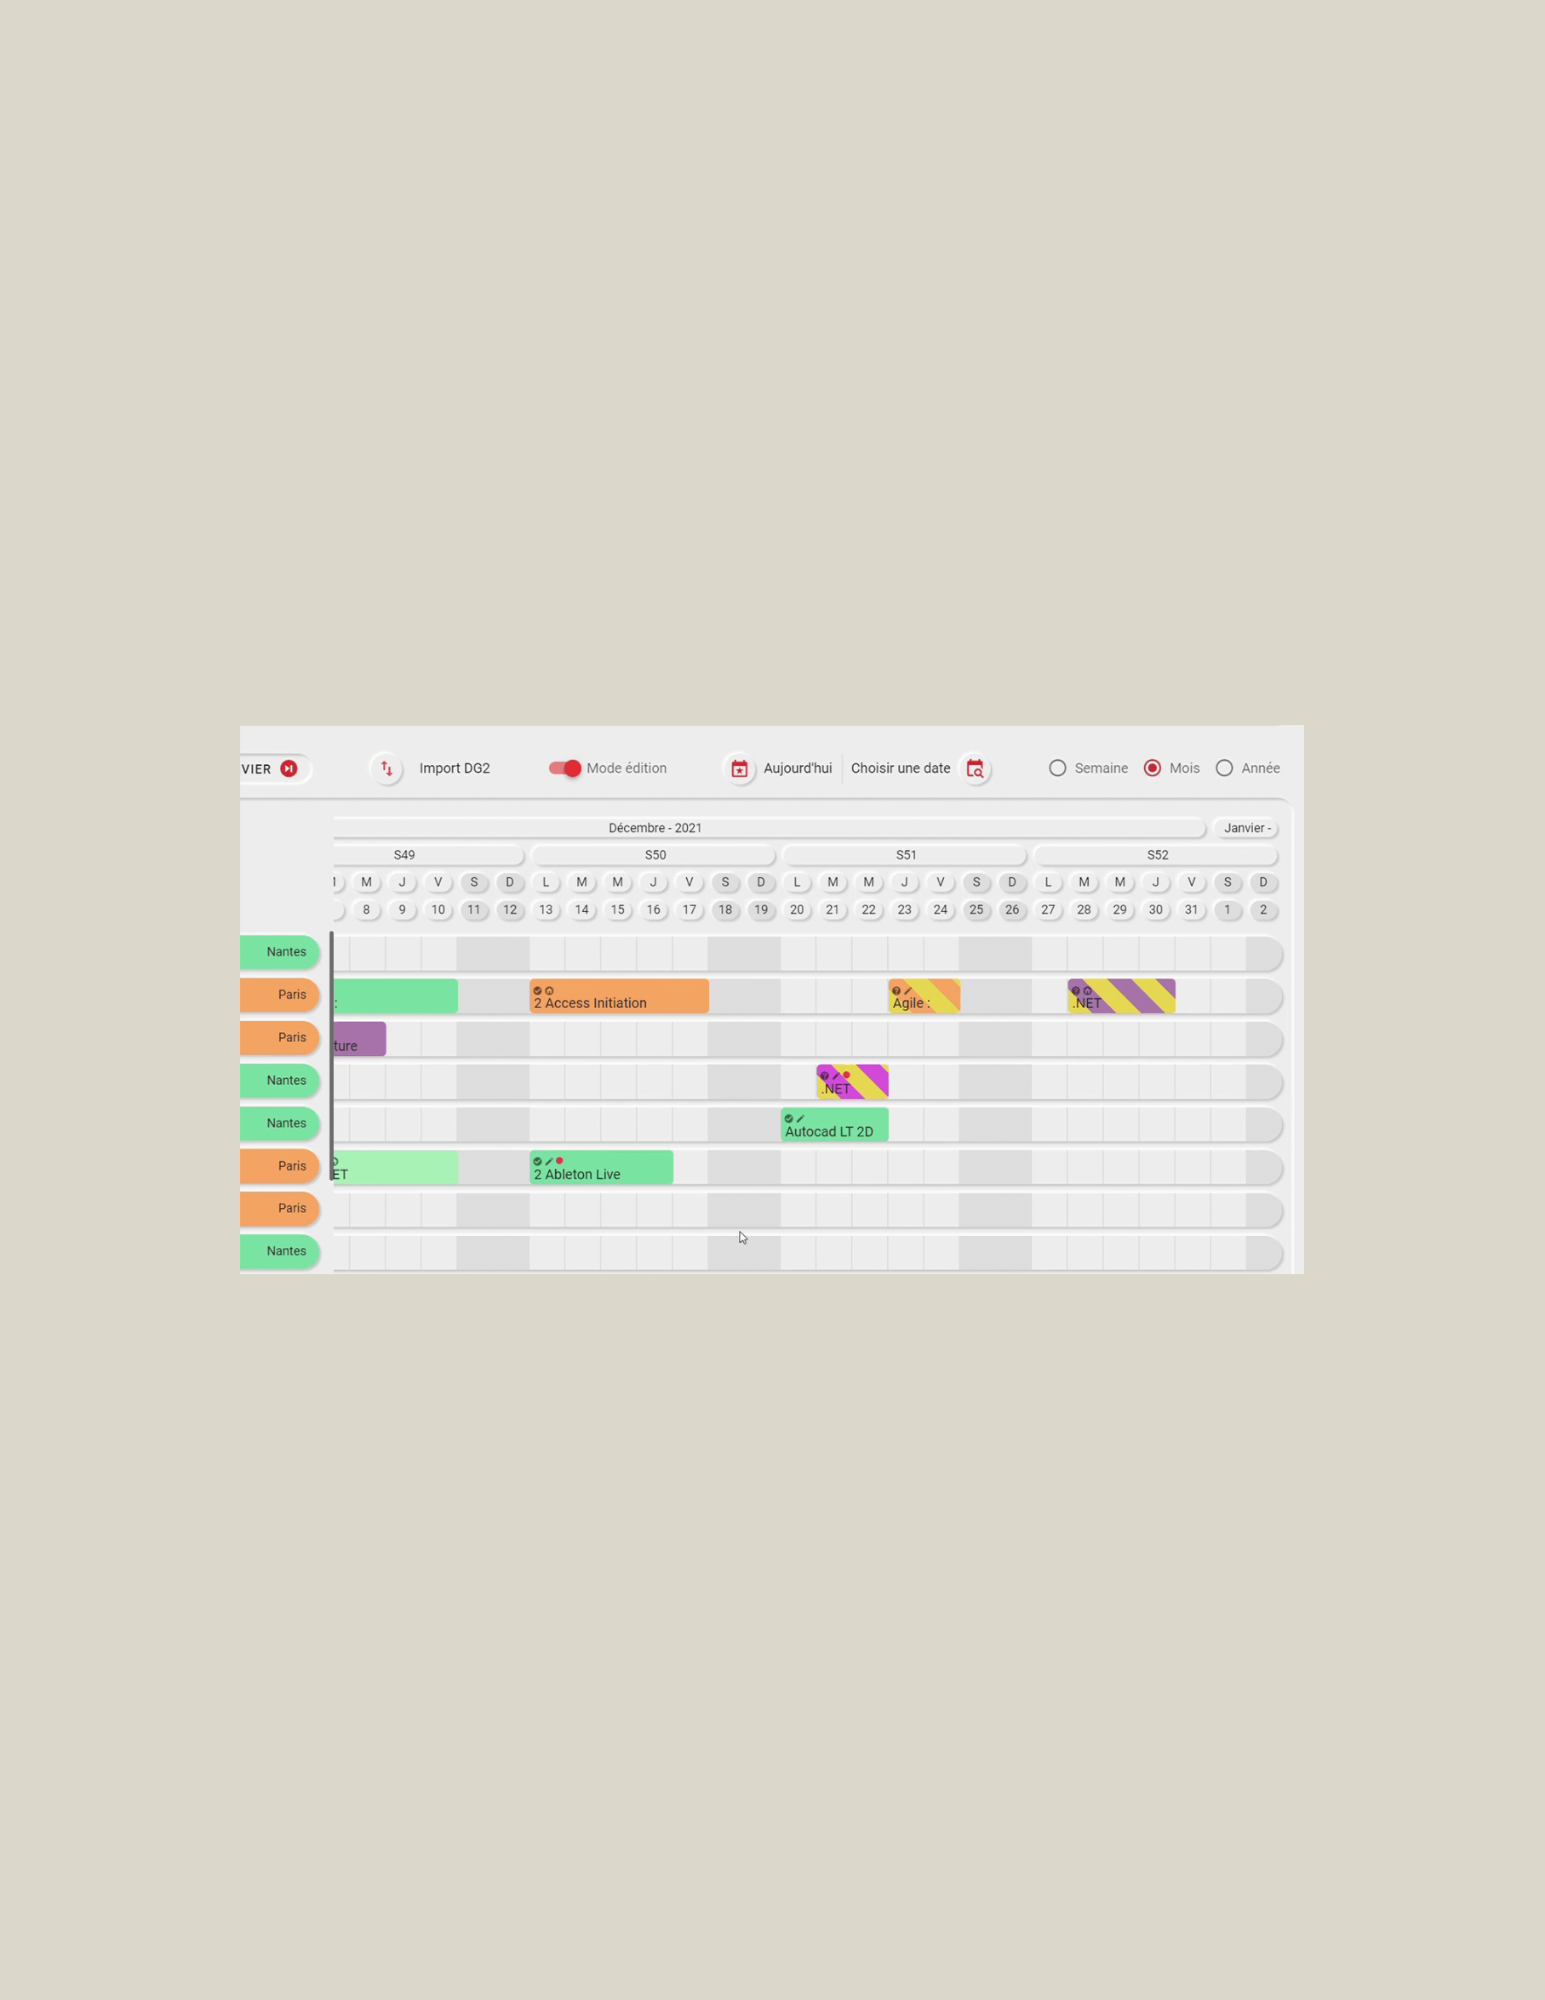 VIER Import DG2 Mode édition Aujourd'hui Choisir une date Semaine Mois Année
Décembre - 2021 Janvier -
S49 S50 S51 S52
M J V S D L M M J V S D L M M J V S D L M M J V S D
8 9 10 11 12 13 14 15 16 17 18 19 20 21 22 23 24 25 26 27 28 29 30 31 1 2
Nantes
Paris : 2 Access Initiation Agile : .NET
Paris ture
Nantes .NET
Nantes Autocad LT 2D
Paris ET 2 Ableton Live
Paris
Nantes